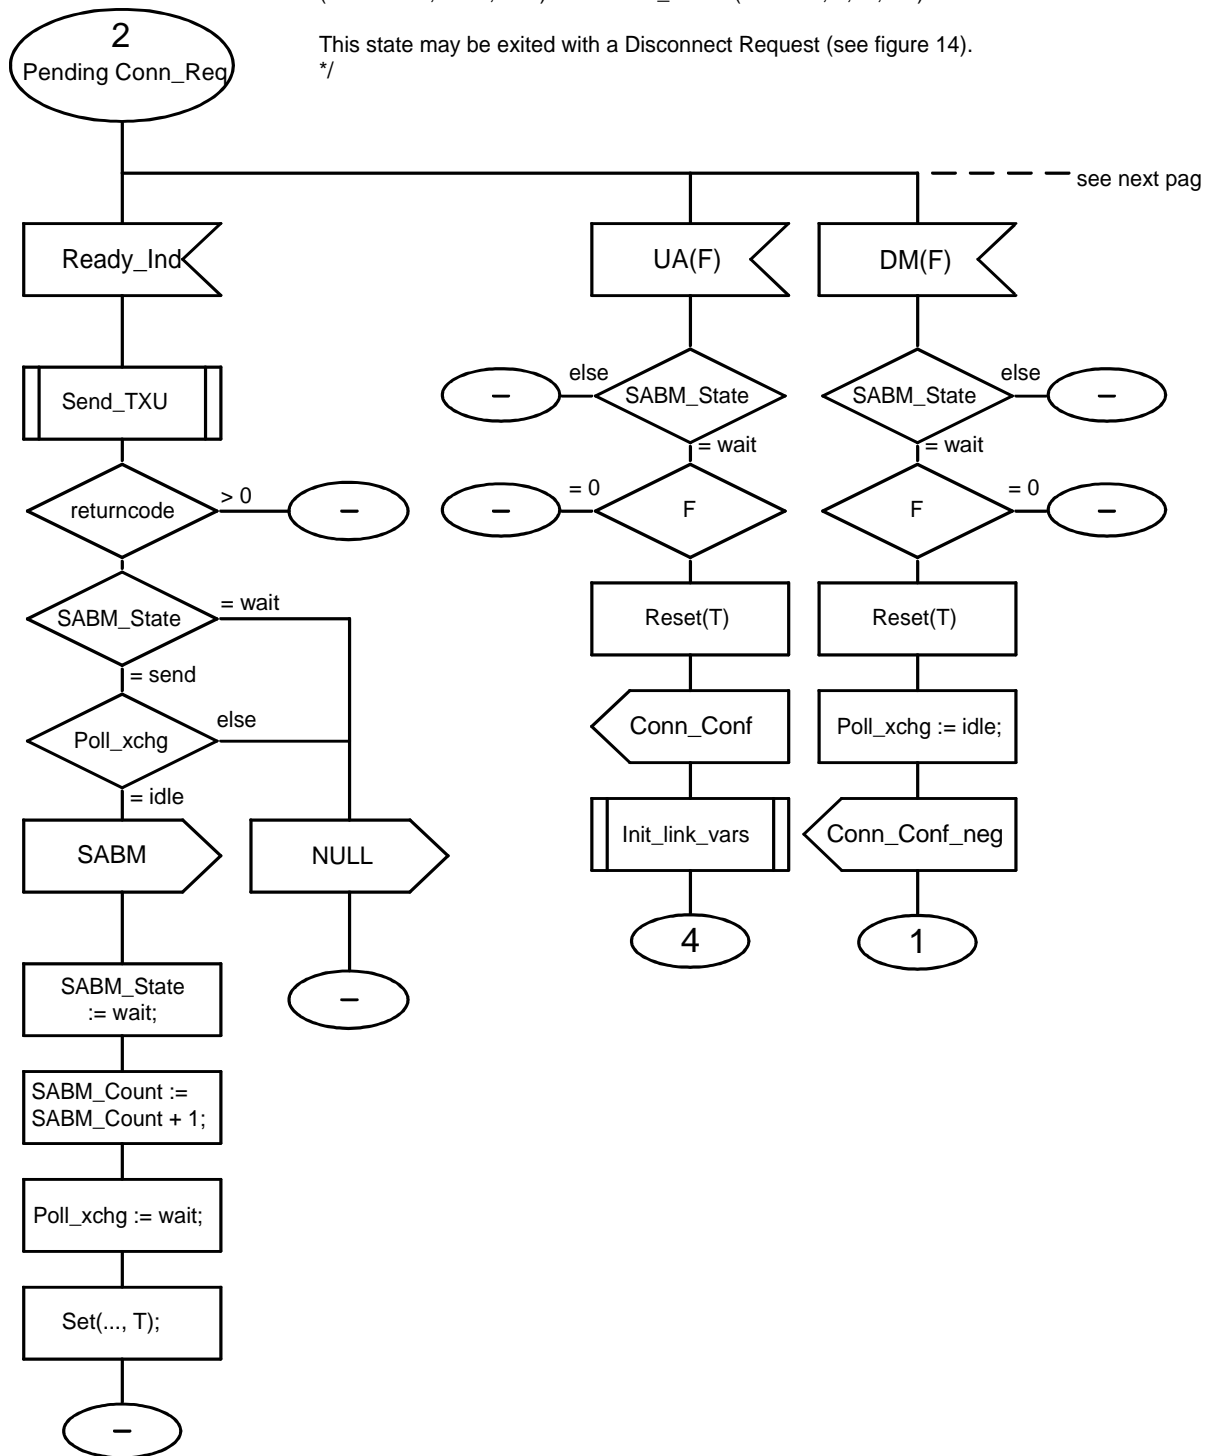 This state may be exited with a Disconnect Request (see figure 14).
*/
2
Pending Conn_Req
see next pag
Ready_Ind
UA(F)
DM(F)
Send_TXU
else
SABM_State
–
= wait
SABM_State
else
–
= wait
returncode
> 0
–
= 0
–
F
F
= 0
–
SABM_State
= wait
= send
Reset(T)
Reset(T)
Poll_xchg
else
= idle
Conn_Conf
Poll_xchg := idle;
SABM
NULL
Init_link_vars
Conn_Conf_neg
4
1
SABM_State
:= wait;
–
SABM_Count :=
SABM_Count + 1;
Poll_xchg := wait;
Set(..., T);
–